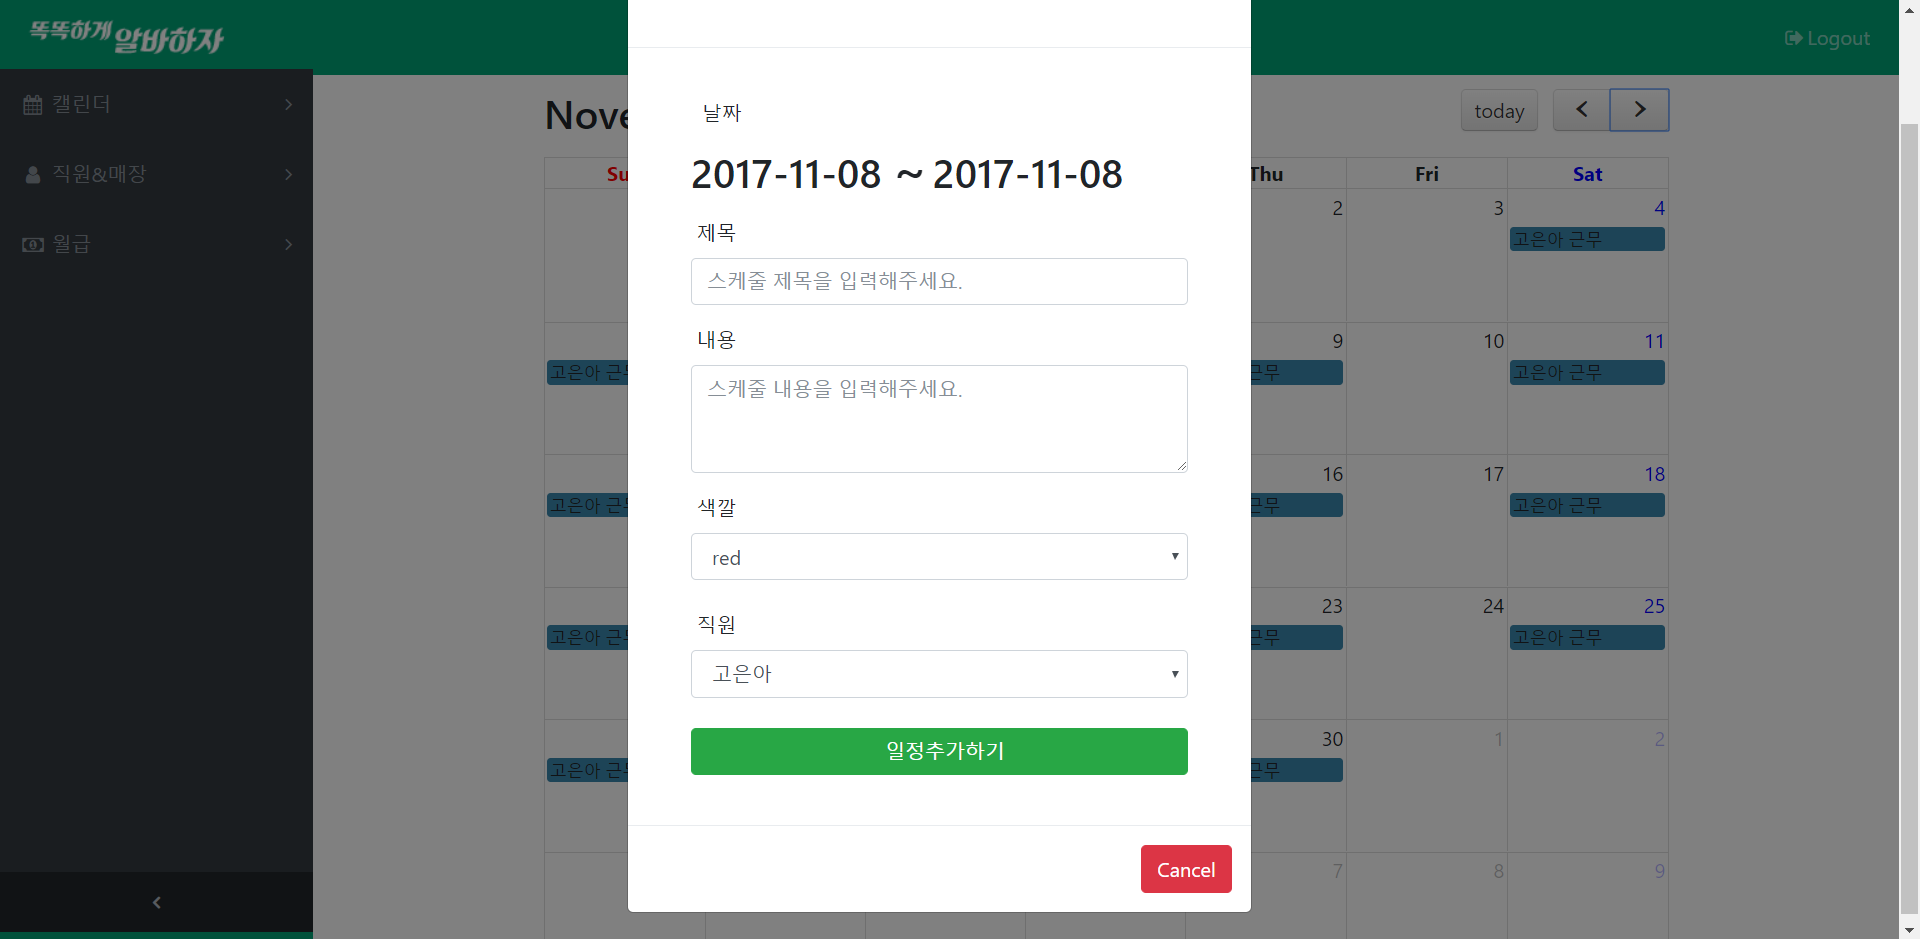 똑똑하게 알바하자
Logout
캘린더
직원&매장
월급
Nove
today
Su
Thu
Fri
Sat
2
3
4
고은아 근무
9
10
11
고은아 근무
근무
고은아 근무
16
17
18
고은아 근무
근무
고은아 근무
23
24
25
고은아 근무
근무
고은아 근무
30
1
2
고은아 근무
근무
7
8
9
날짜
2017-11-08 ~ 2017-11-08
제목
스케줄 제목을 입력해주세요.
내용
스케줄 내용을 입력해주세요.
색깔
red
직원
고은아
일정추가하기
Cancel